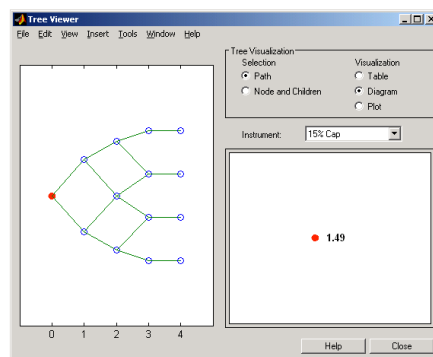 Tree Viewer
File Edit View Insert Tools Window Help
Tree Visualization
Selection Visualization
Path Table
Node and Children Diagram
Plot
Instrument: 15% Cap
1.49
0 1 2 3 4
Help Close